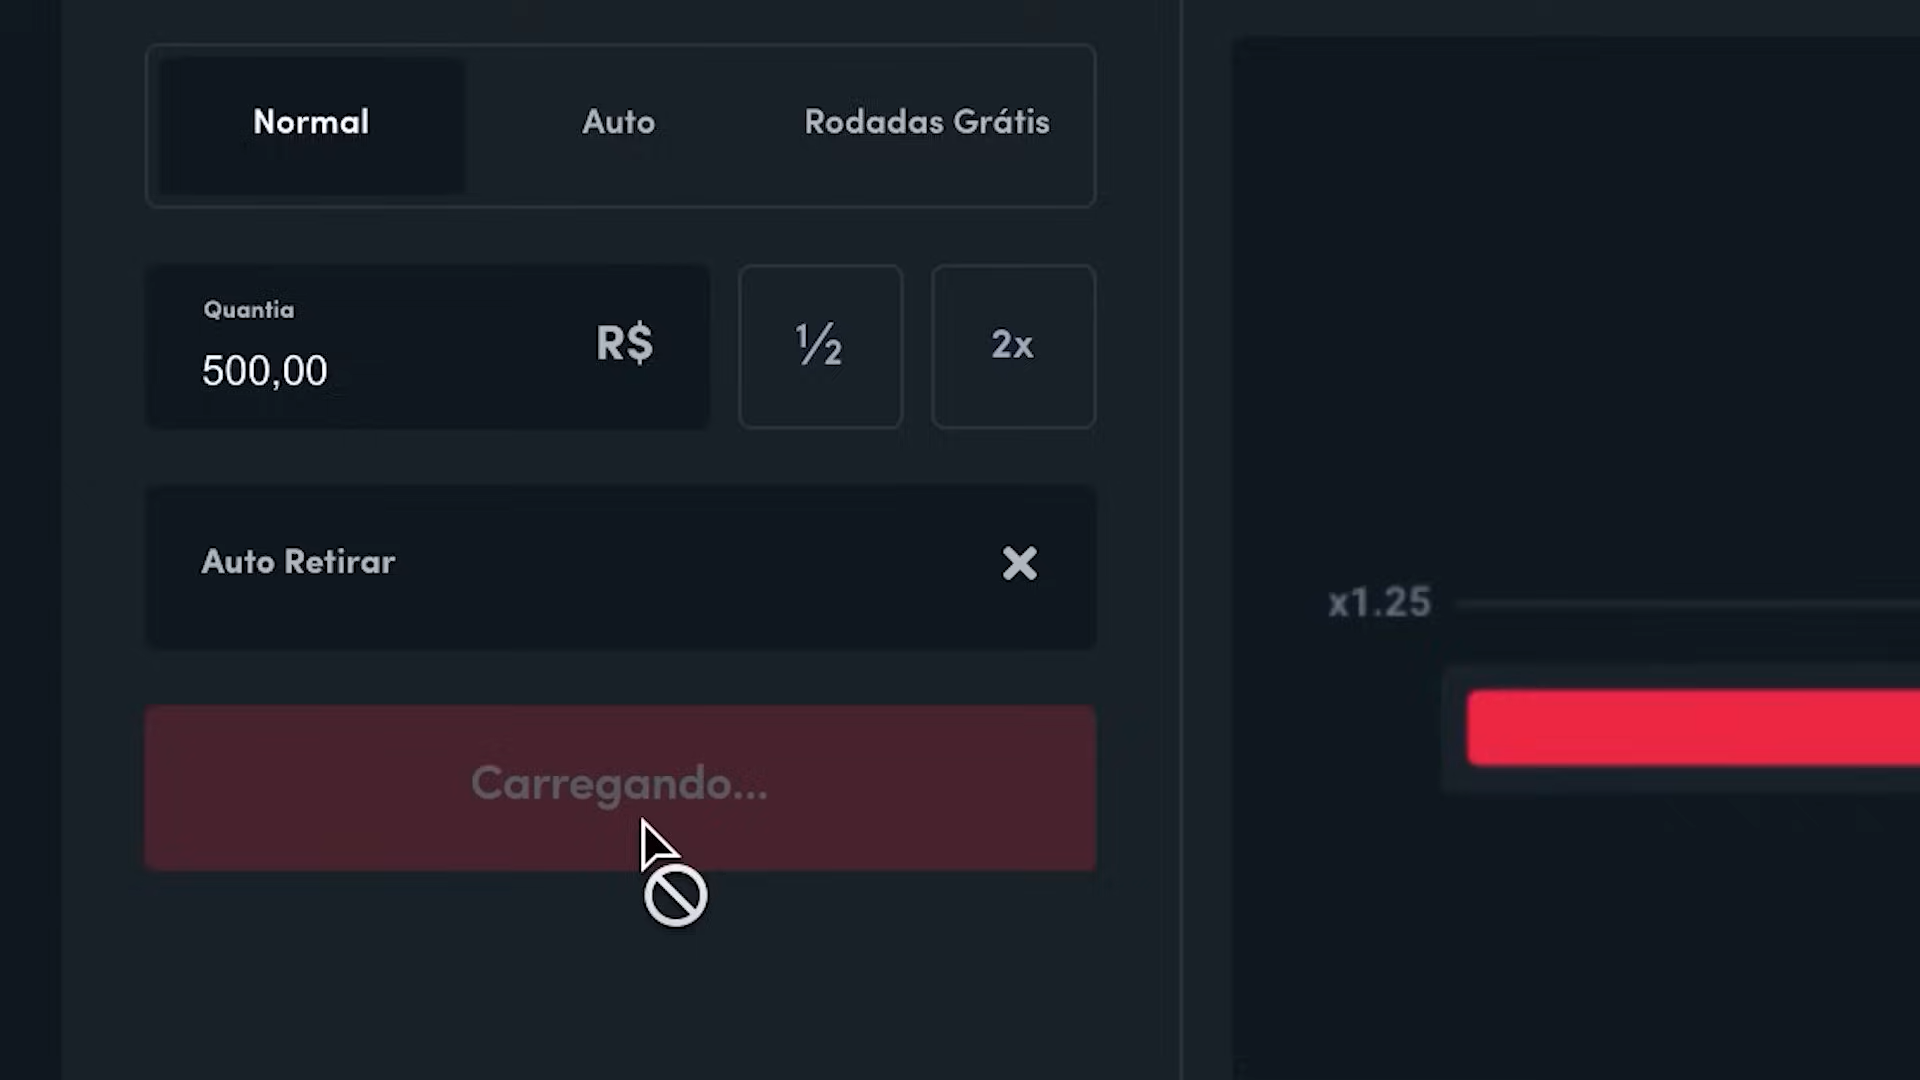 Normal Auto Rodadas Grátis
Quantia
500,00 R$ ½ 2x
Auto Retirar
x1.25
Carregando...